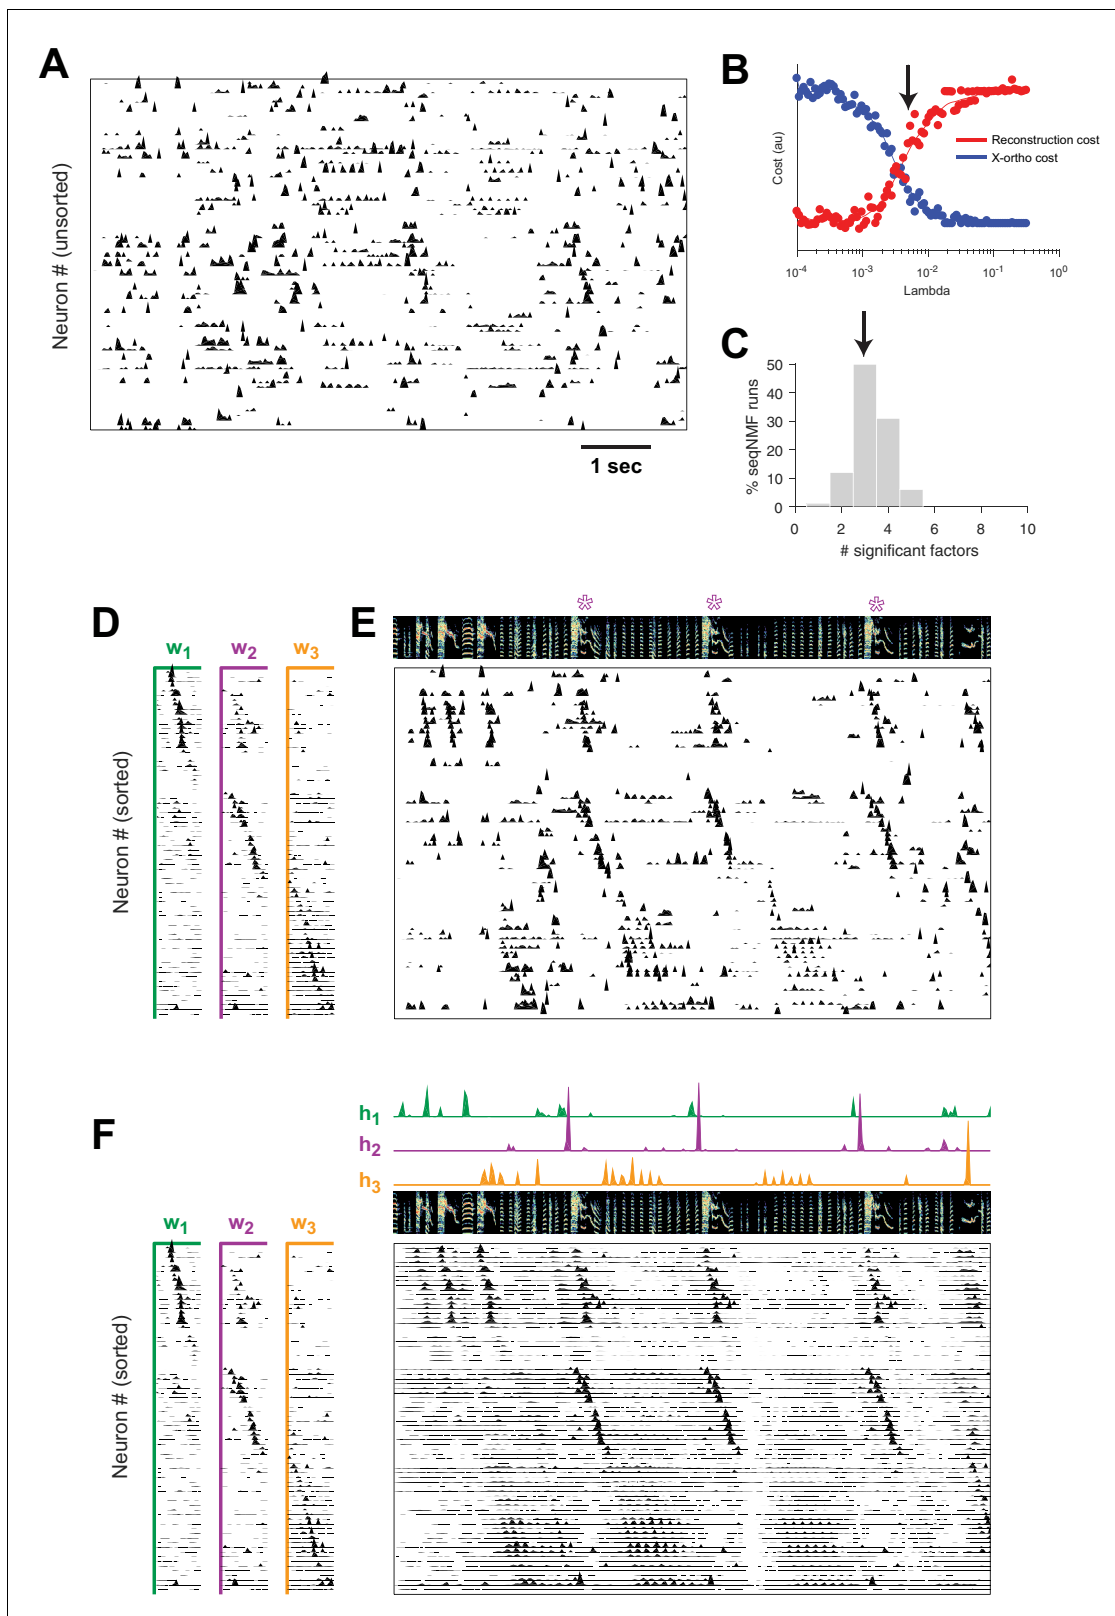 A
Neuron # (unsorted)
1 sec
B
Cost (au)
Reconstruction cost
X-ortho cost
10^-4 10^-3 10^-2 10^-1 10^0
Lambda
C
% seqNMF runs
50
40
30
20
10
0
0 2 4 6 8 10
# significant factors
D
w1 w2 w3
Neuron # (sorted)
E
* * *
F
h1
h2
h3
w1 w2 w3
Neuron # (sorted)